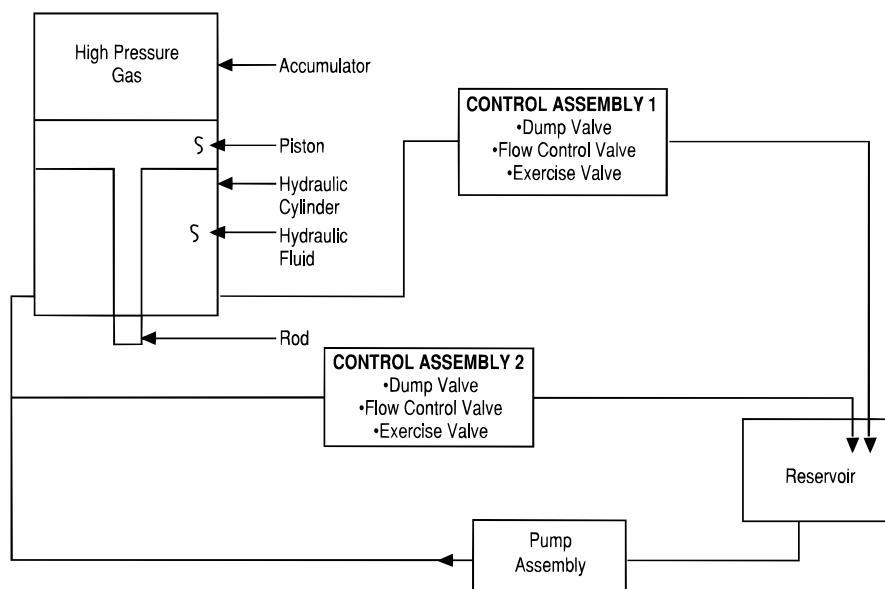 High Pressure
Gas
Accumulator
Piston
Hydraulic
Cylinder
Hydraulic
Fluid
Rod
CONTROL ASSEMBLY 1
•Dump Valve
•Flow Control Valve
•Exercise Valve
CONTROL ASSEMBLY 2
•Dump Valve
•Flow Control Valve
•Exercise Valve
Reservoir
Pump
Assembly